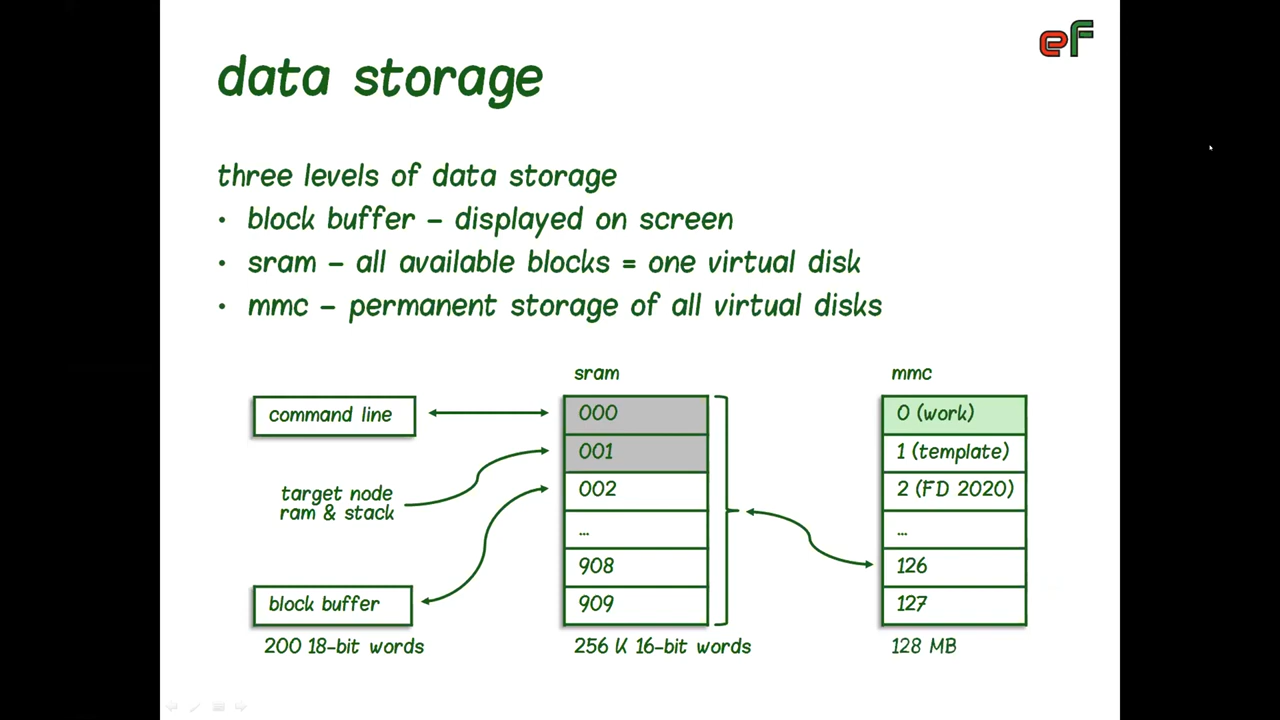 eF
data storage
three levels of data storage
• block buffer – displayed on screen
• sram – all available blocks = one virtual disk
• mmc – permanent storage of all virtual disks
sram
mmc
command line
000
0 (work)
001
1 (template)
target node
ram & stack
002
2 (FD 2020)
...
...
908
126
block buffer
909
127
200 18-bit words
256 K 16-bit words
128 MB